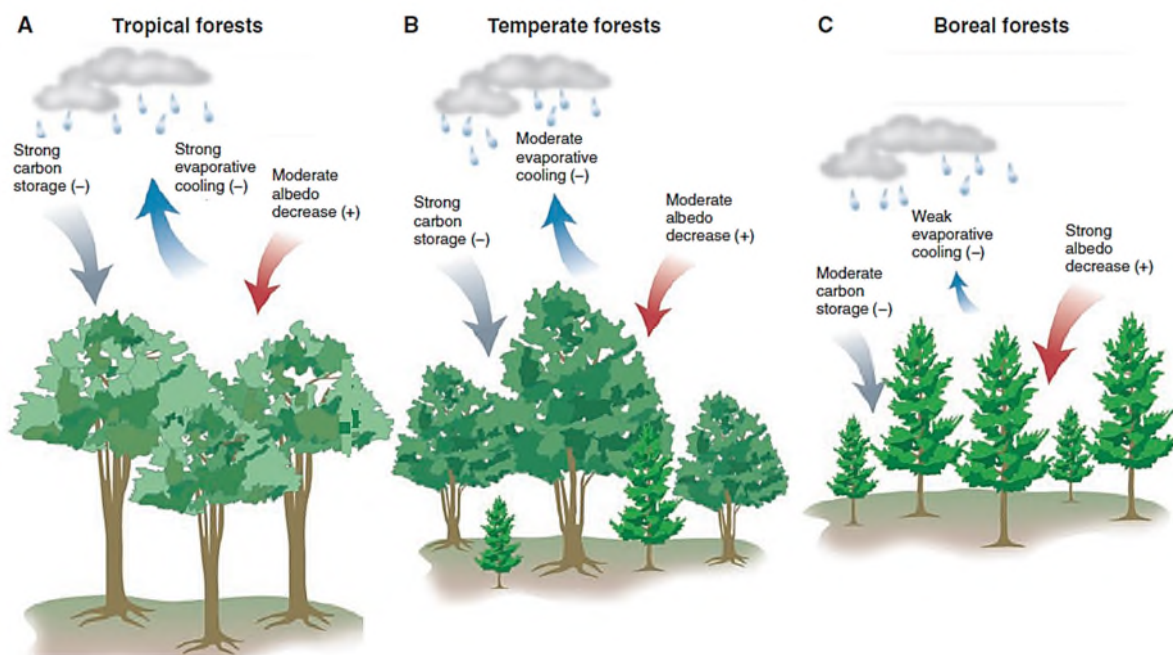 A Tropical forests
Strong
carbon
storage (–)
Strong
evaporative
cooling (–)
Moderate
albedo
decrease (+)
B Temperate forests
Strong
carbon
storage (–)
Moderate
evaporative
cooling (–)
Moderate
albedo
decrease (+)
C Boreal forests
Moderate
carbon
storage (–)
Weak
evaporative
cooling (–)
Strong
albedo
decrease (+)